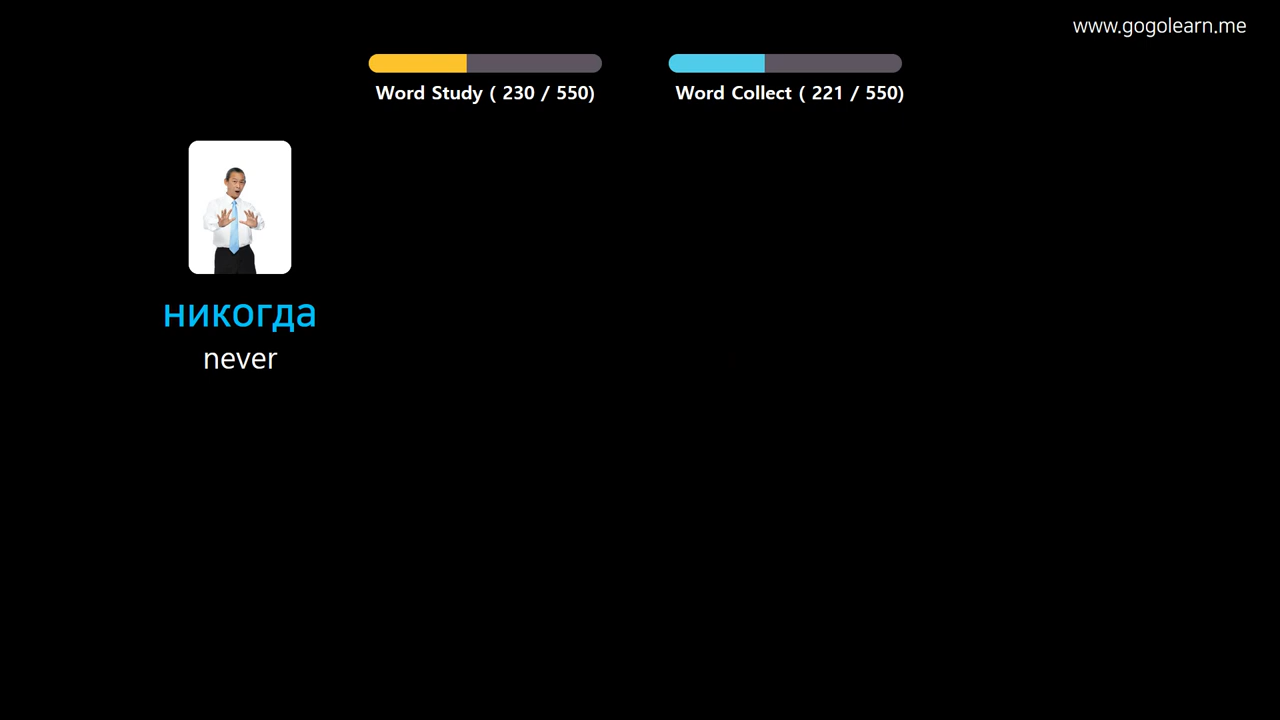 www.gogolearn.me
Word Study ( 230 / 550)
Word Collect ( 221 / 550)
никогда
never